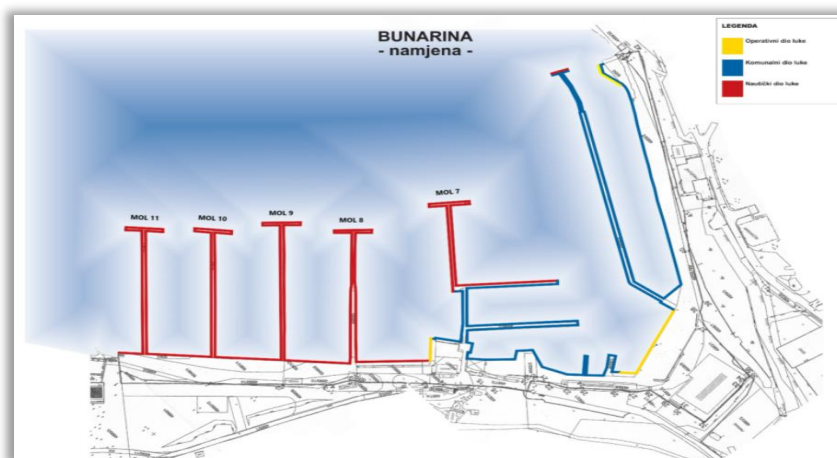 BUNARINA
- namjena -
LEGENDA
Operativni dio luke
Komunalni dio luke
Nautički dio luke
MOL 7
MOL 11
MOL 10
MOL 9
MOL 8